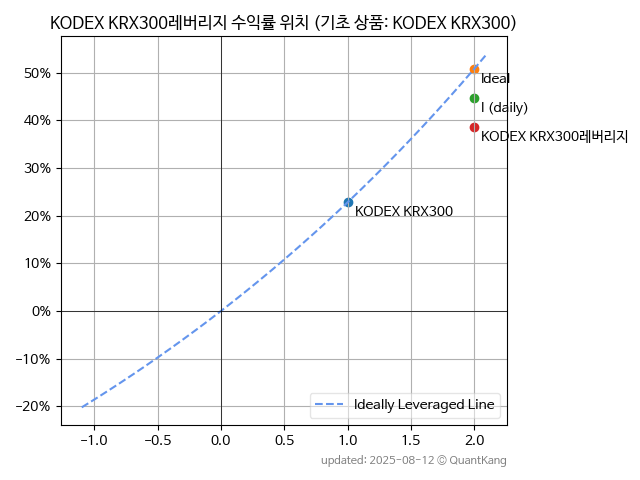 KODEX KRX300레버리지 수익률 위치 (기초 상품: KODEX KRX300)
50%
40%
30%
20%
10%
0%
−10%
−20%
Ideal
I (daily)
KODEX KRX300레버리지
KODEX KRX300
Ideally Leveraged Line
−1.0 −0.5 0.0 0.5 1.0 1.5 2.0
updated: 2025-08-12 © QuantKang